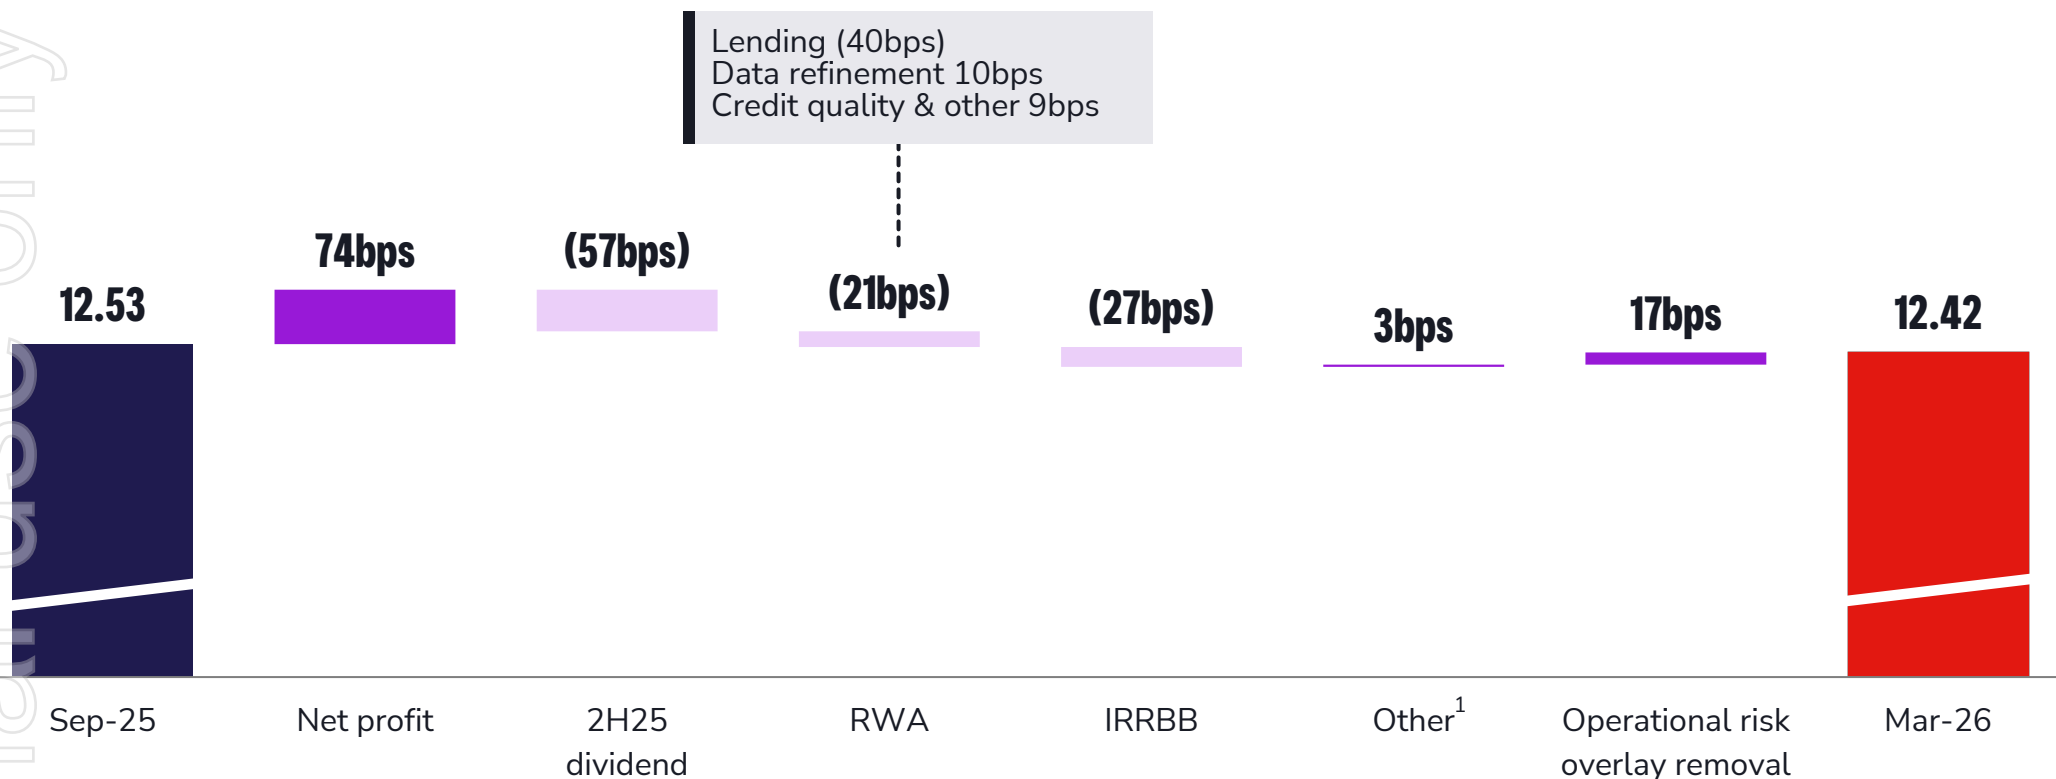 Lending (40bps)
Data refinement 10bps
Credit quality & other 9bps
12.53
74bps
(57bps)
(21bps)
(27bps)
3bps
17bps
12.42
Sep-25
Net profit
2H25
dividend
RWA
IRRBB
Other¹
Operational risk
overlay removal
Mar-26